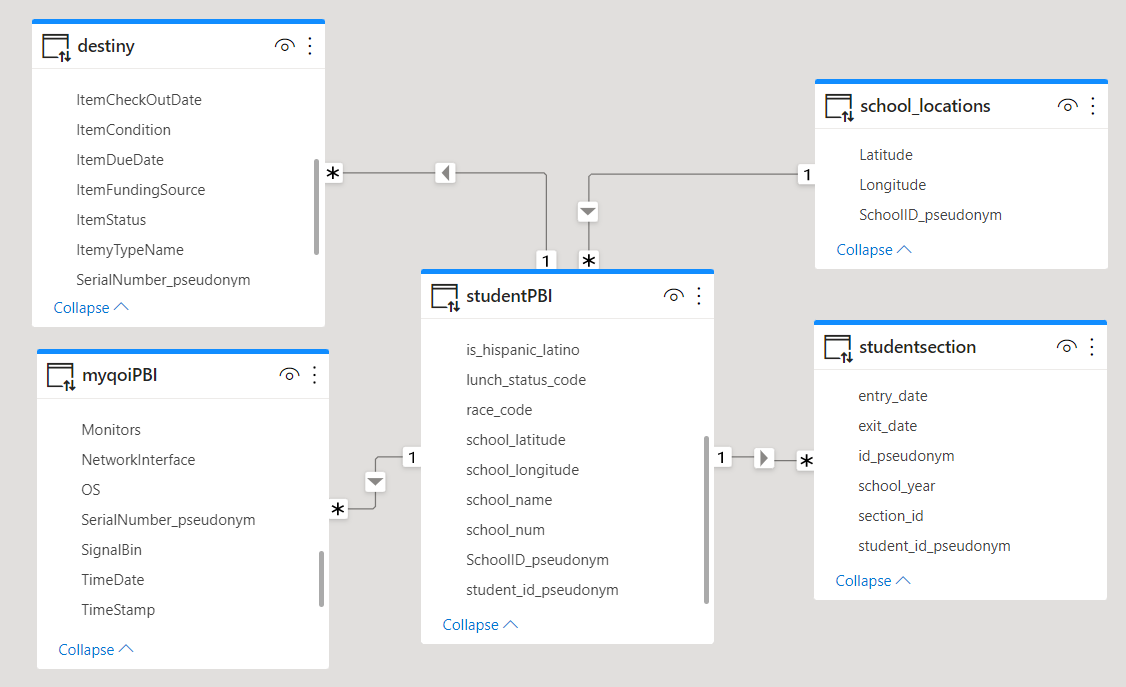 destiny
ItemCheckOutDate
ItemCondition
ItemDueDate
ItemFundingSource
ItemStatus
ItemyTypeName
SerialNumber_pseudonym
Collapse
school_locations
Latitude
Longitude
SchoolID_pseudonym
Collapse
*
1
1
*
studentPBI
is_hispanic_latino
lunch_status_code
race_code
school_latitude
school_longitude
school_name
school_num
SchoolID_pseudonym
student_id_pseudonym
Collapse
myqoiPBI
Monitors
NetworkInterface
OS
SerialNumber_pseudonym
SignalBin
TimeDate
TimeStamp
Collapse
1
*
1
*
studentsection
entry_date
exit_date
id_pseudonym
school_year
section_id
student_id_pseudonym
Collapse